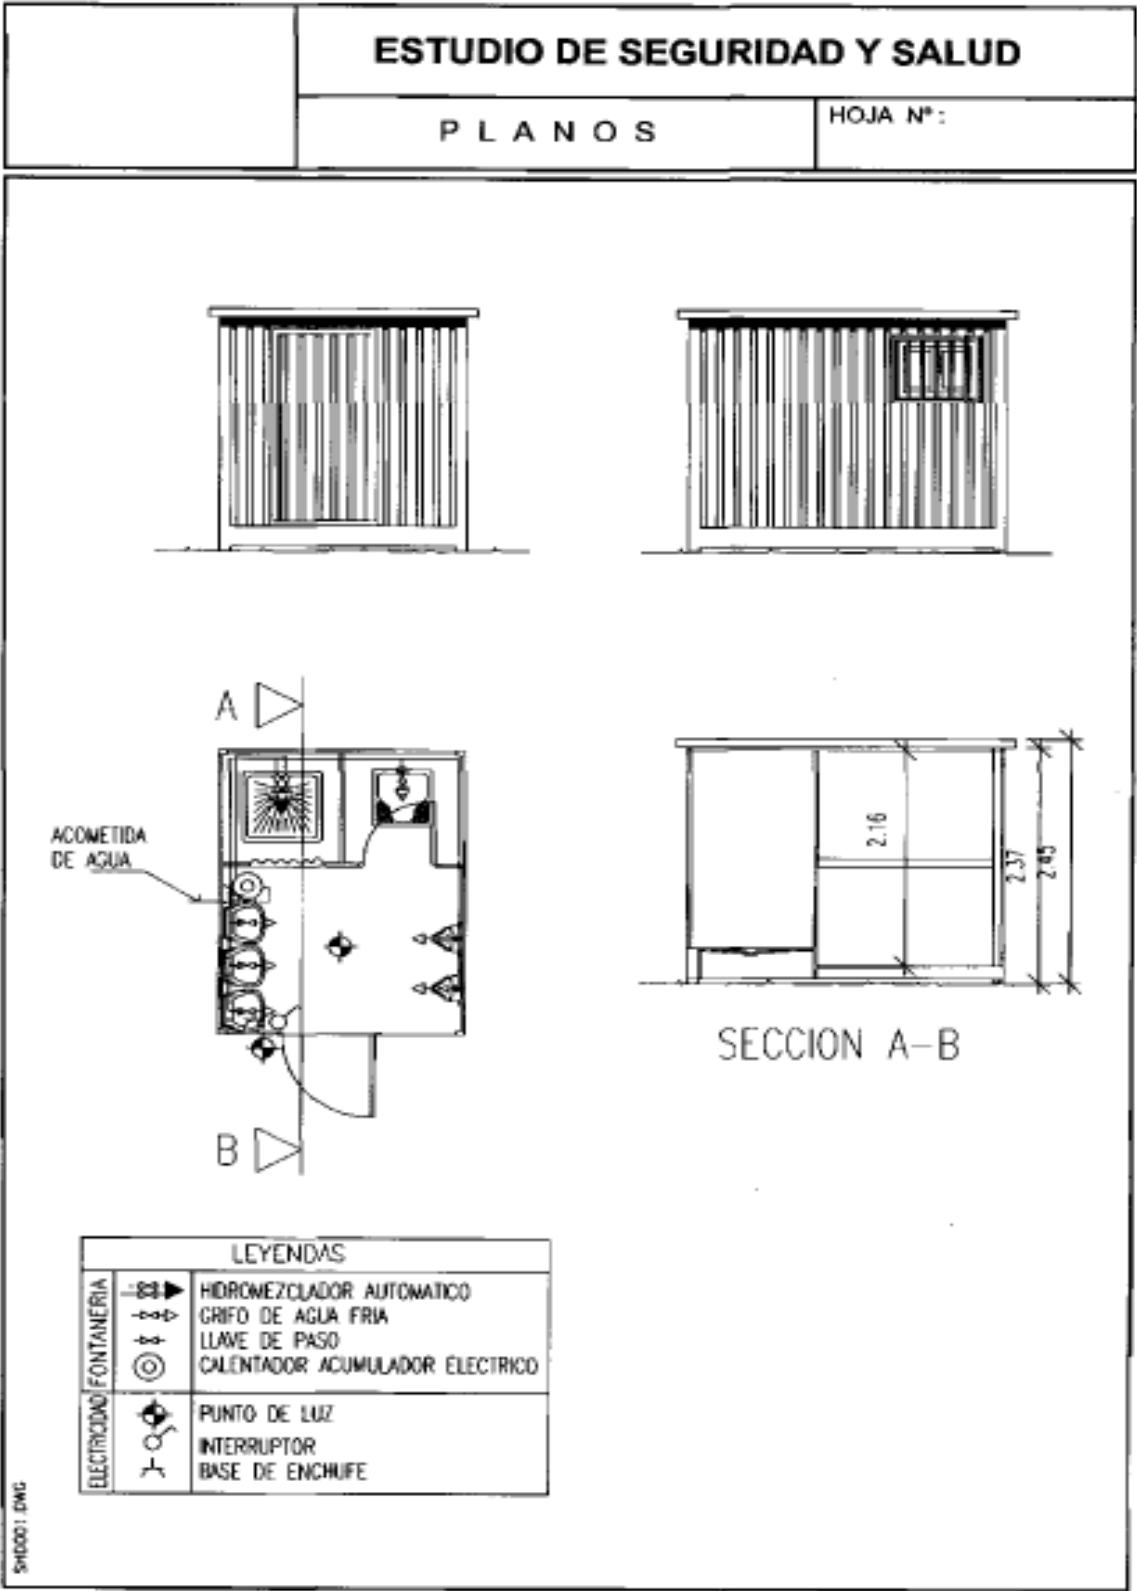 ESTUDIO DE SEGURIDAD Y SALUD
PLANOS
HOJA Nº:
A
ACOMETIDA
DE AGUA
B
2.16
2.37
2.45
SECCION A-B
LEYENDAS
FONTANERIA
HIDROMEZCLADOR AUTOMATICO
GRIFO DE AGUA FRIA
LLAVE DE PASO
CALENTADOR ACUMULADOR ELECTRICO
ELECTRICIDAD
PUNTO DE LUZ
INTERRUPTOR
BASE DE ENCHUFE